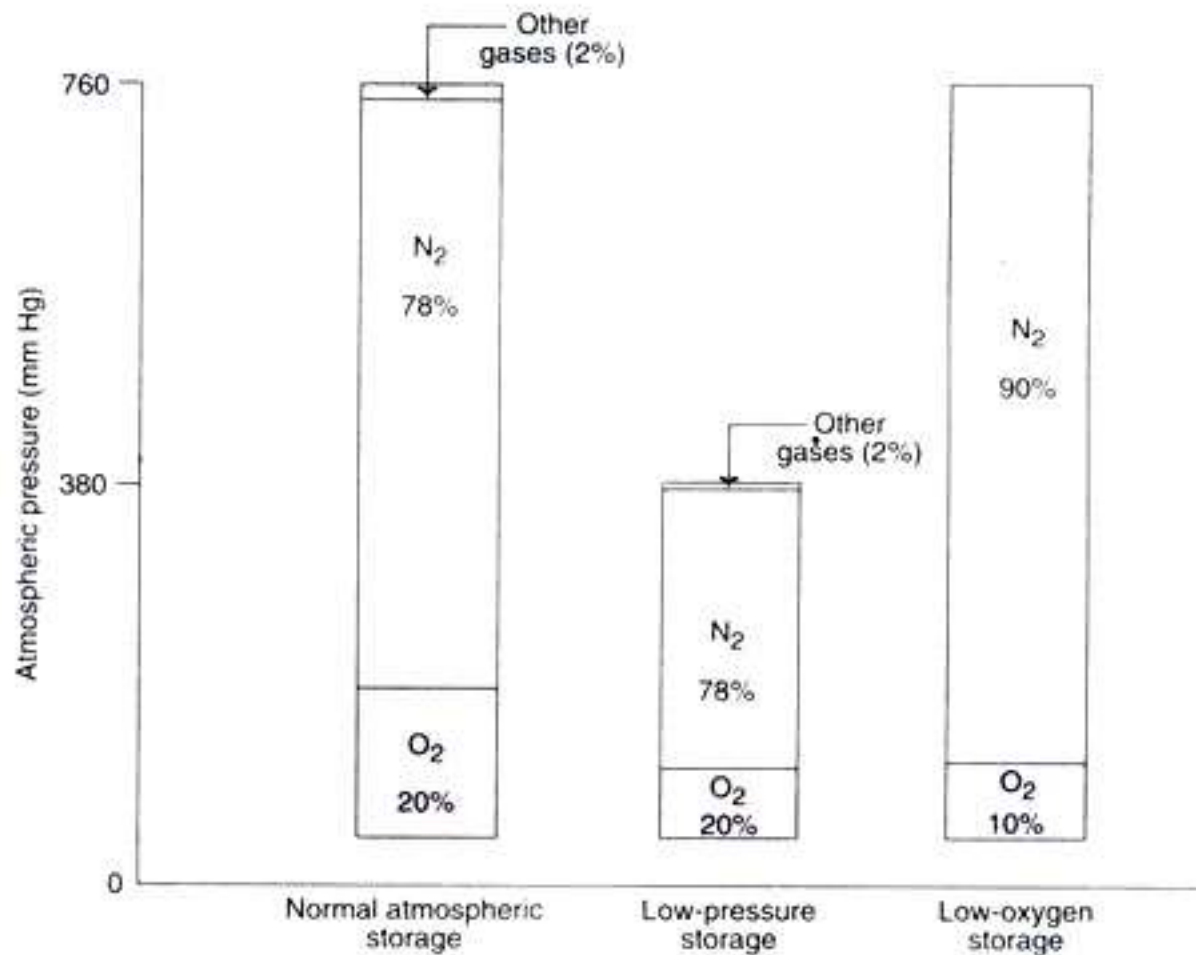 Other
gases (2%)
760
N₂
78%
N₂
90%
Other
gases (2%)
380
Atmospheric pressure (mm Hg)
N₂
78%
O₂
20%
O₂
20%
O₂
10%
0
Normal atmospheric
storage
Low-pressure
storage
Low-oxygen
storage